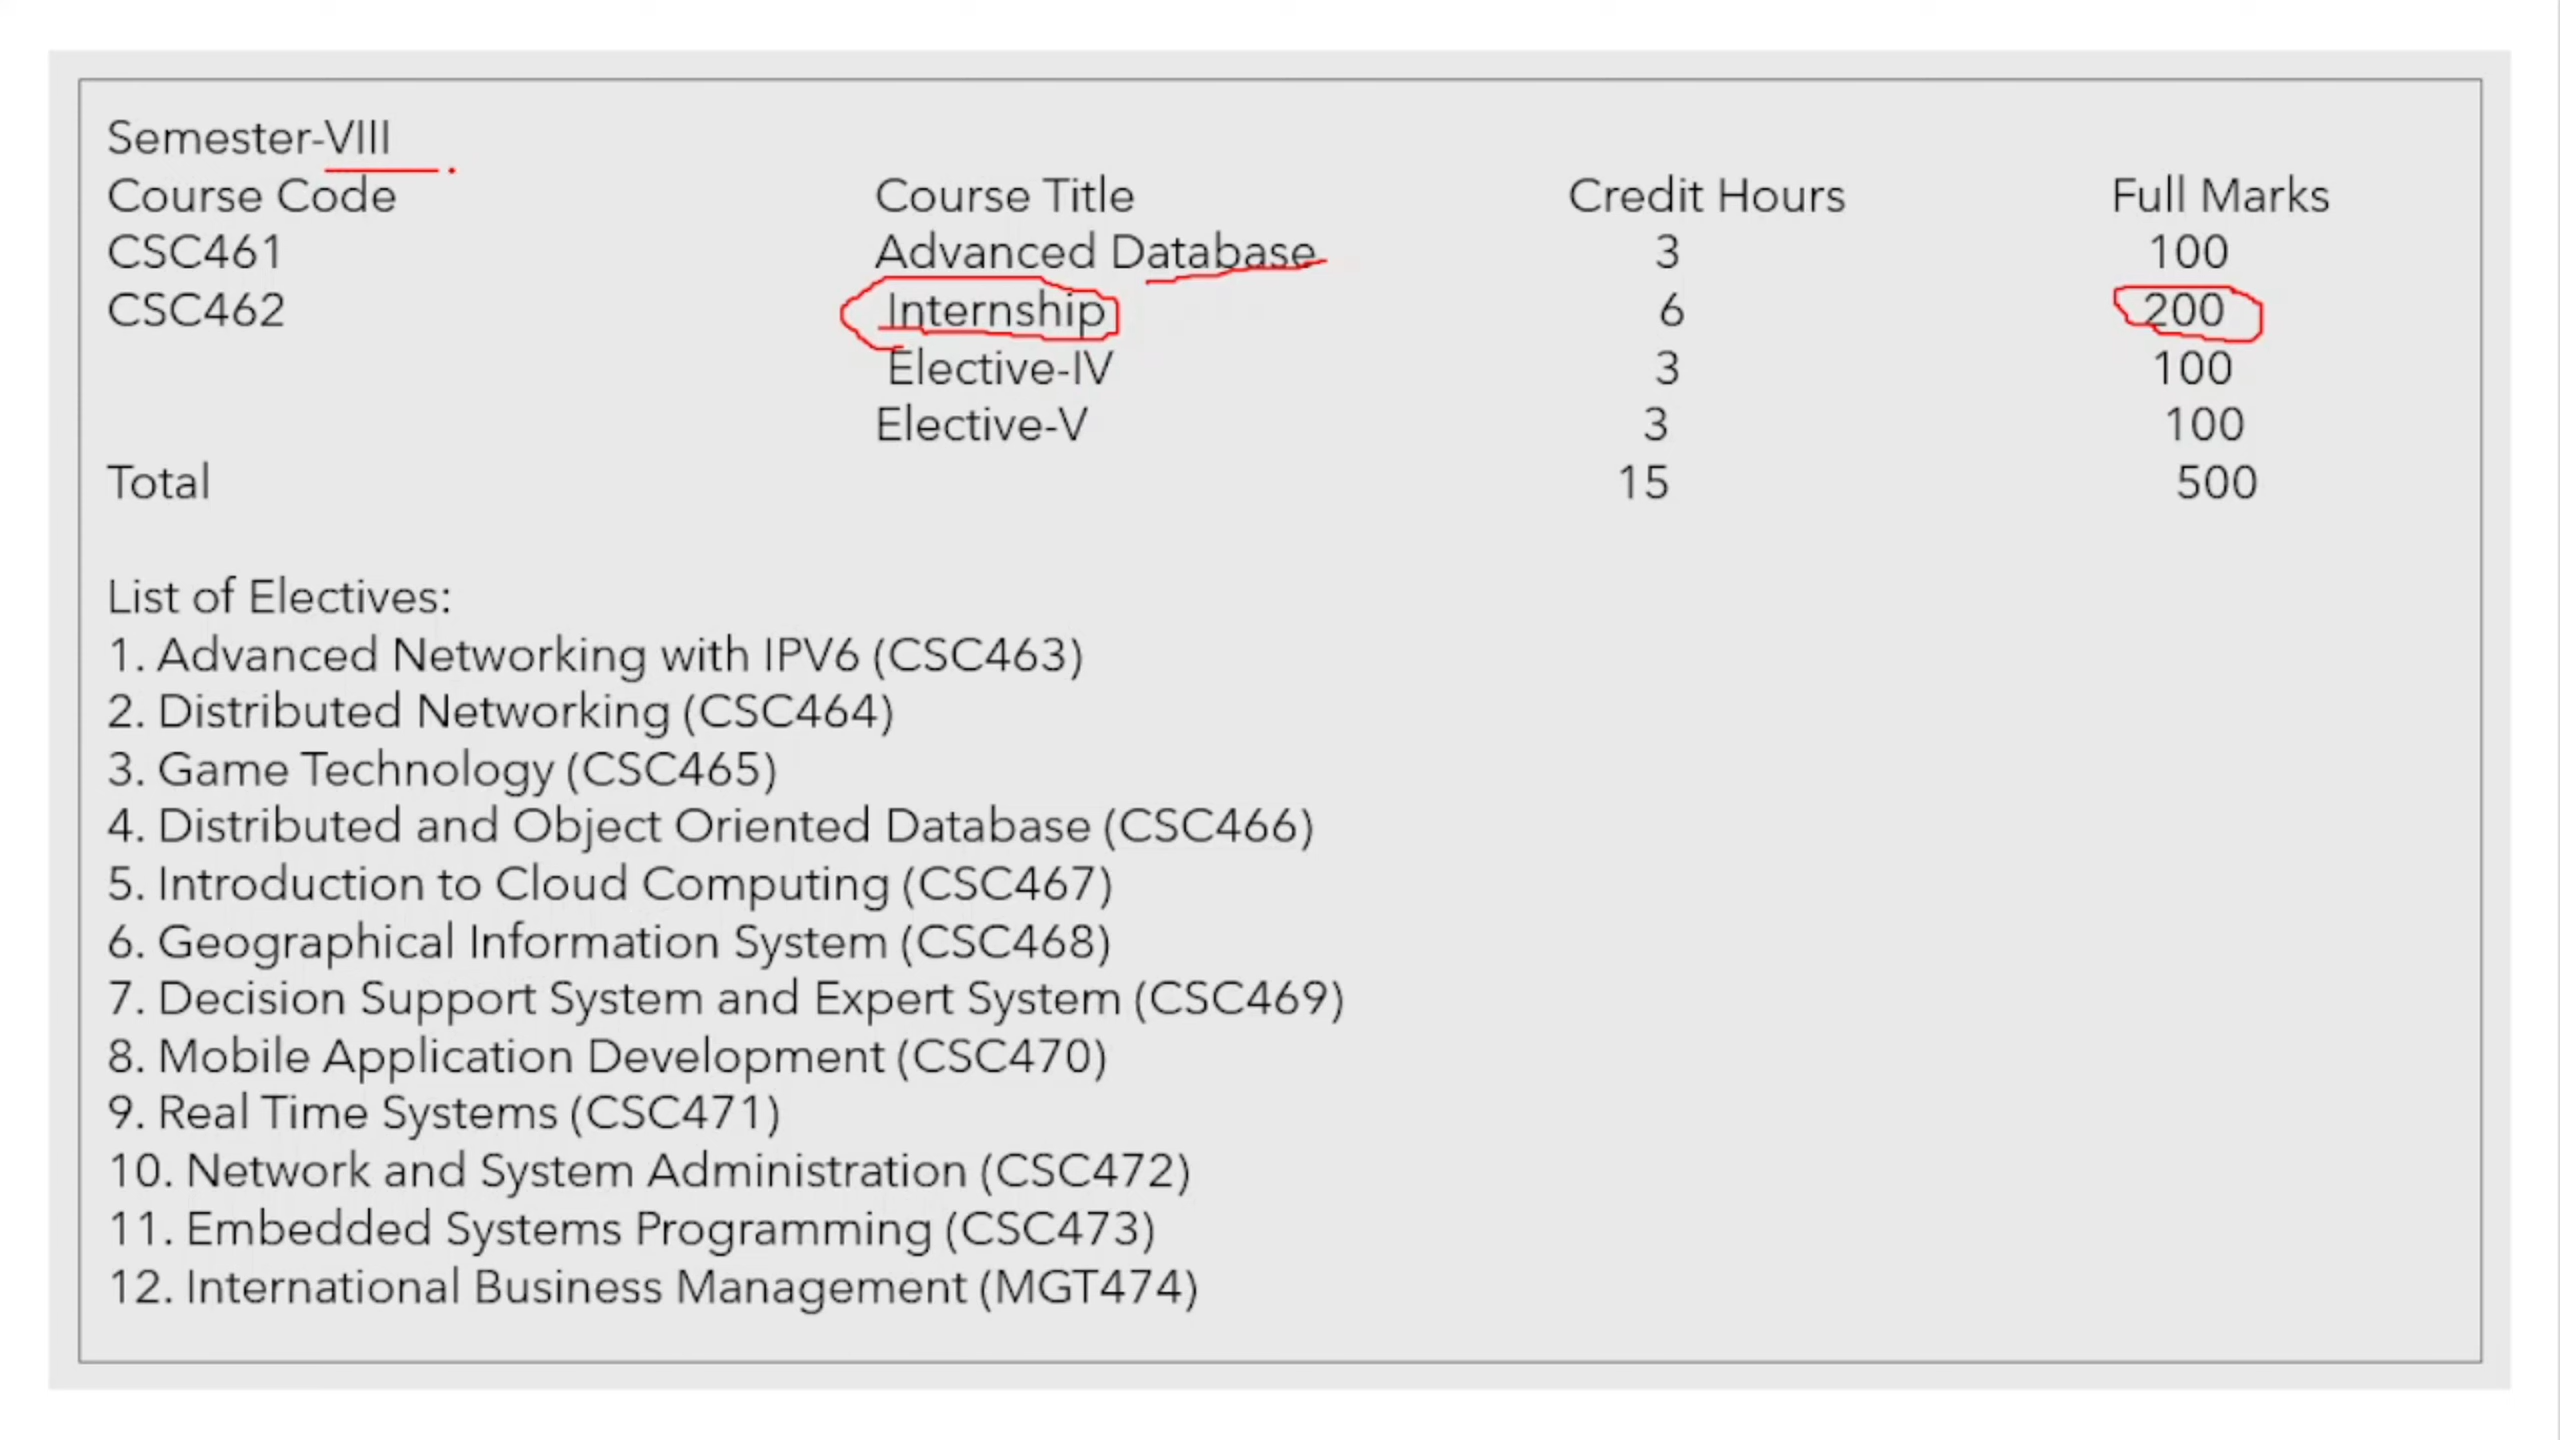 Semester-VIII
Course Code Course Title Credit Hours Full Marks
CSC461 Advanced Database 3 100
CSC462 Internship 6 200
Elective-IV 3 100
Elective-V 3 100
Total 15 500
List of Electives:
1. Advanced Networking with IPV6 (CSC463)
2. Distributed Networking (CSC464)
3. Game Technology (CSC465)
4. Distributed and Object Oriented Database (CSC466)
5. Introduction to Cloud Computing (CSC467)
6. Geographical Information System (CSC468)
7. Decision Support System and Expert System (CSC469)
8. Mobile Application Development (CSC470)
9. Real Time Systems (CSC471)
10. Network and System Administration (CSC472)
11. Embedded Systems Programming (CSC473)
12. International Business Management (MGT474)